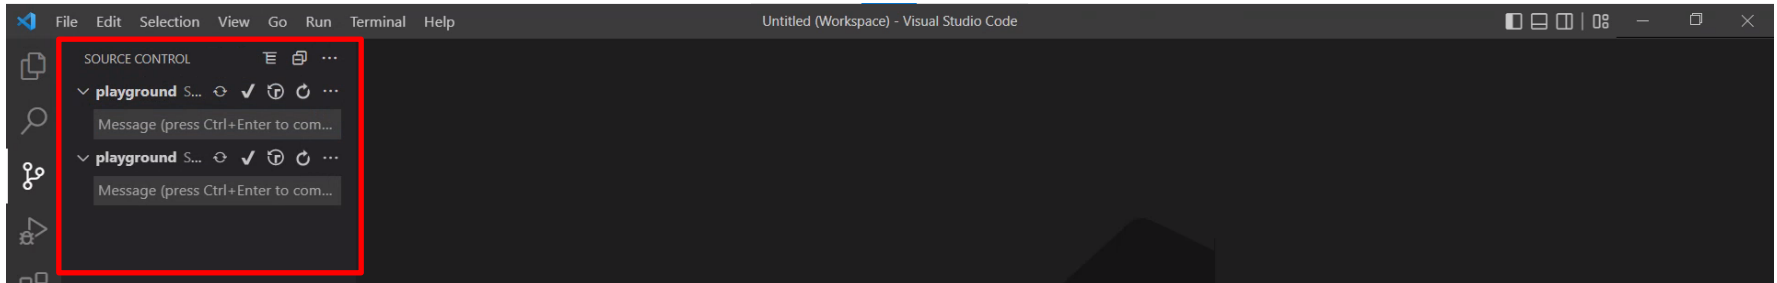 File Edit Selection View Go Run Terminal Help Untitled (Workspace) - Visual Studio Code
SOURCE CONTROL
playground S...
Message (press Ctrl+Enter to com...
playground S...
Message (press Ctrl+Enter to com...